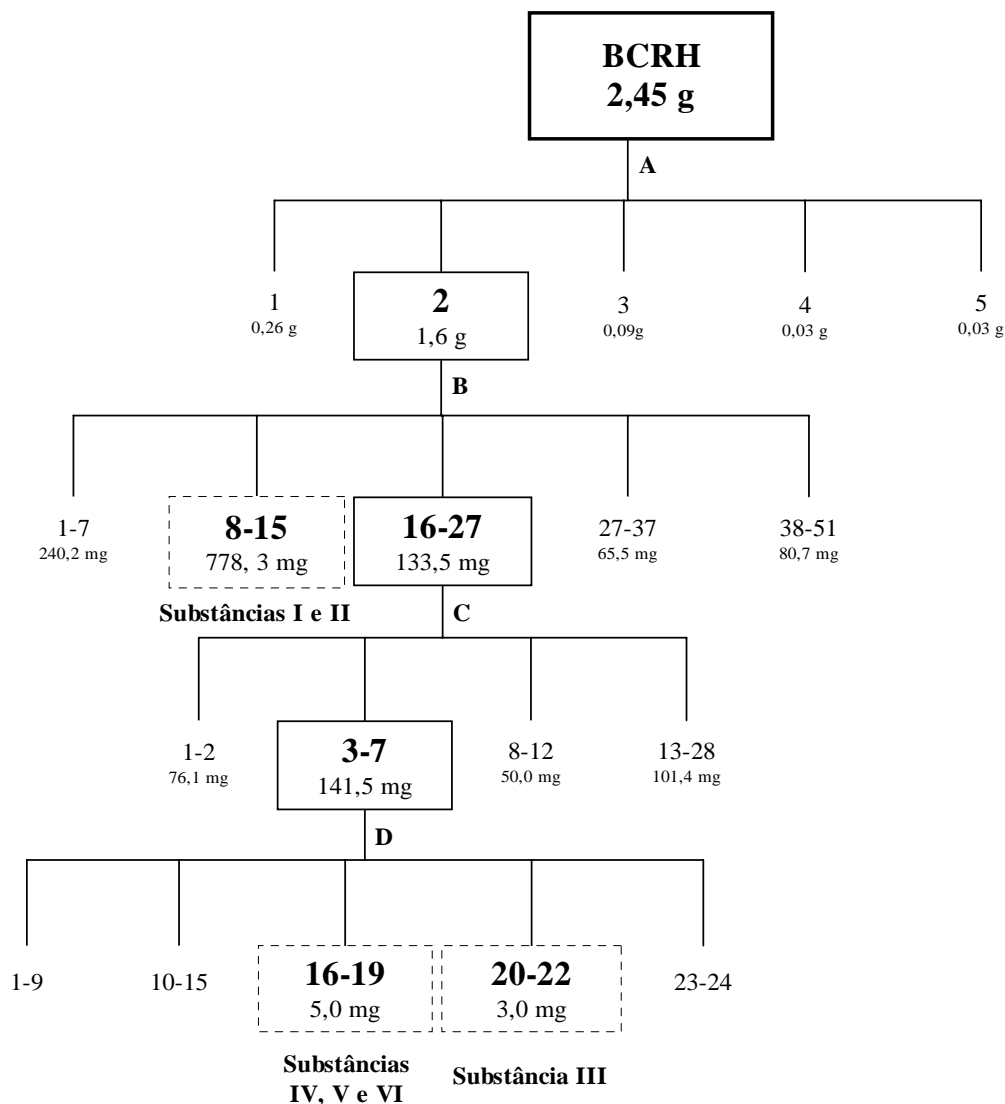 BCRH
2,45 g
A
1
0,26 g
2
1,6 g
3
0,09g
4
0,03 g
5
0,03 g
B
1-7
240,2 mg
8-15
778, 3 mg
16-27
133,5 mg
27-37
65,5 mg
38-51
80,7 mg
Substâncias I e II
C
1-2
76,1 mg
3-7
141,5 mg
8-12
50,0 mg
13-28
101,4 mg
D
1-9
10-15
16-19
5,0 mg
20-22
3,0 mg
23-24
Substâncias
IV, V e VI
Substância III